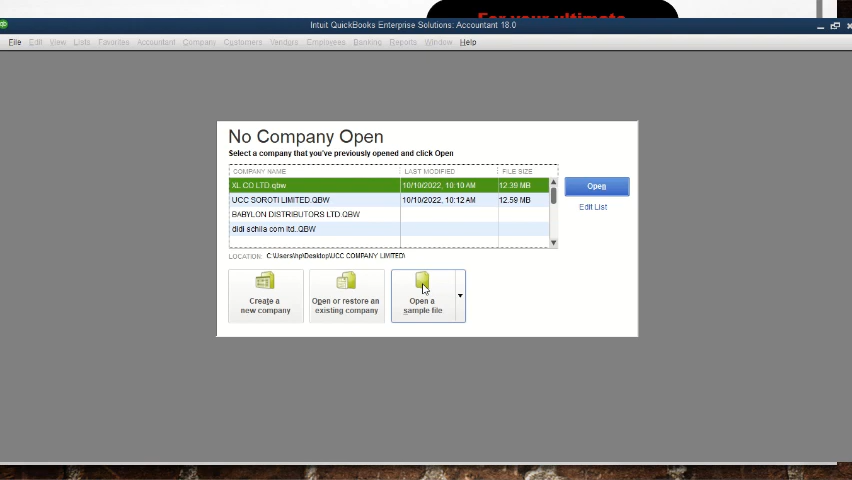 For your ultimate
Intuit QuickBooks Enterprise Solutions: Accountant 18.0
File Edit View Lists Favorites Accountant Company Customers Vendors Employees Banking Reports Window Help
No Company Open
Select a company that you've previously opened and click Open
COMPANY NAME LAST MODIFIED FILE SIZE
XL CO LTD.qbw 10/10/2022, 10:10 AM 12.39 MB
Open
UCC SOROTI LIMITED.QBW 10/10/2022, 10:12 AM 12.59 MB
Edit List
BABYLON DISTRIBUTORS LTD.QBW
didi schila com ltd..QBW
LOCATION: C:\Users\hp\Desktop\UCC COMPANY LIMITED\
Create a
new company
Open or restore an
existing company
Open a
sample file